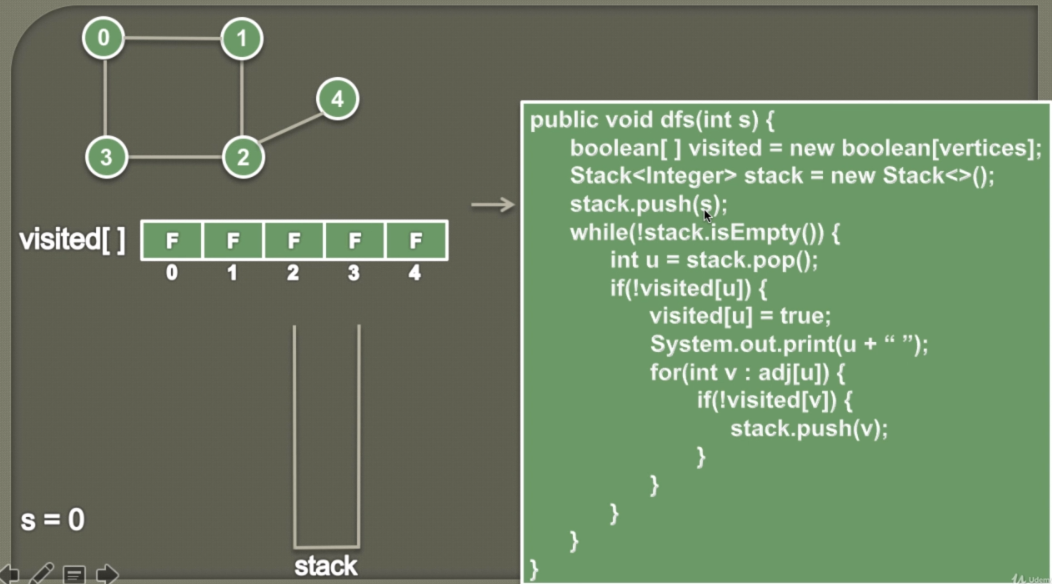 0 1
4
3 2
visited[ ] F F F F F
0 1 2 3 4
s = 0
stack
public void dfs(int s) {
boolean[ ] visited = new boolean[vertices];
Stack<Integer> stack = new Stack<>();
stack.push(s);
while(!stack.isEmpty()) {
int u = stack.pop();
if(!visited[u]) {
visited[u] = true;
System.out.print(u + “ ”);
for(int v : adj[u]) {
if(!visited[v]) {
stack.push(v);
}
}
}
}
}
Udemy